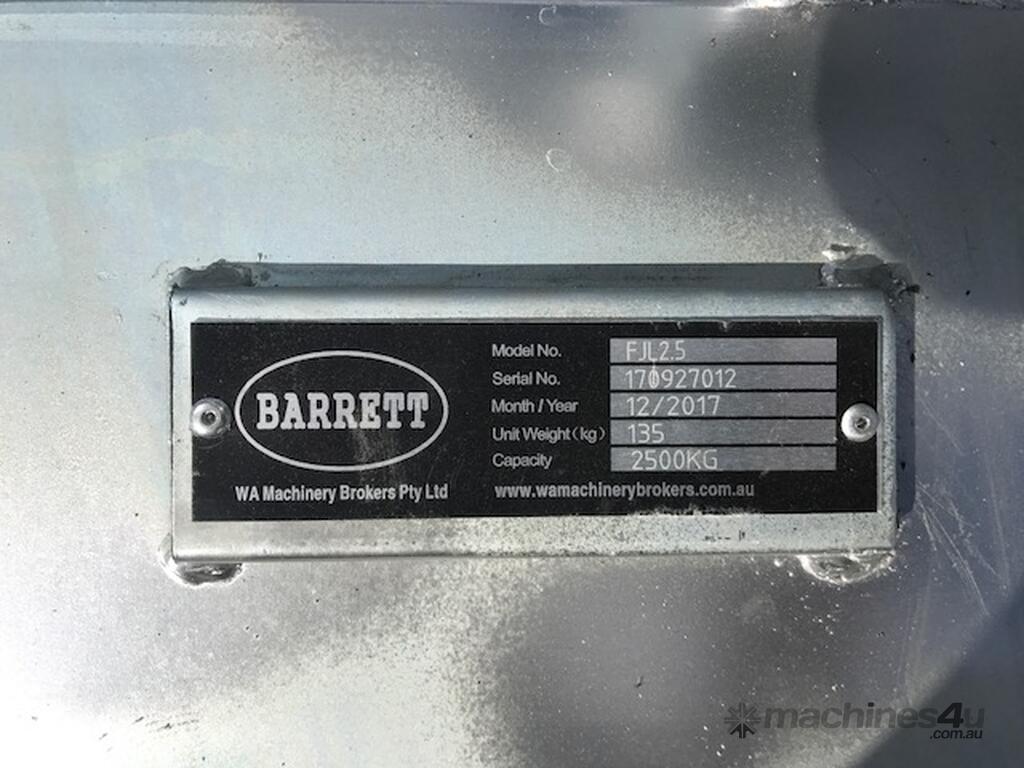 BARRETT
WA Machinery Brokers Pty Ltd
Model No. FJL2.5
Serial No. 170927012
Month / Year 12/2017
Unit Weight (kg) 135
Capacity 2500KG
www.wamachinerybrokers.com.au
machines4u
.com.au